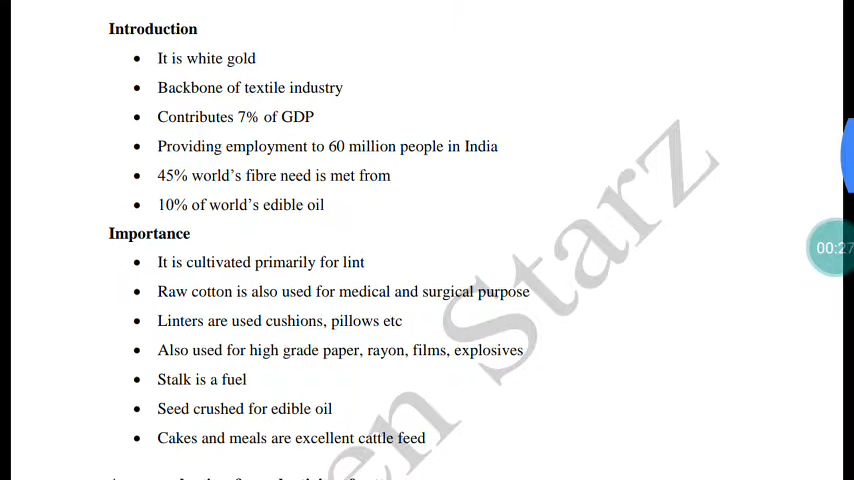 Introduction
• It is white gold
• Backbone of textile industry
• Contributes 7% of GDP
• Providing employment to 60 million people in India
• 45% world's fibre need is met from
• 10% of world's edible oil
Importance
• It is cultivated primarily for lint
• Raw cotton is also used for medical and surgical purpose
• Linters are used cushions, pillows etc
• Also used for high grade paper, rayon, films, explosives
• Stalk is a fuel
• Seed crushed for edible oil
• Cakes and meals are excellent cattle feed
en Starz
00:27